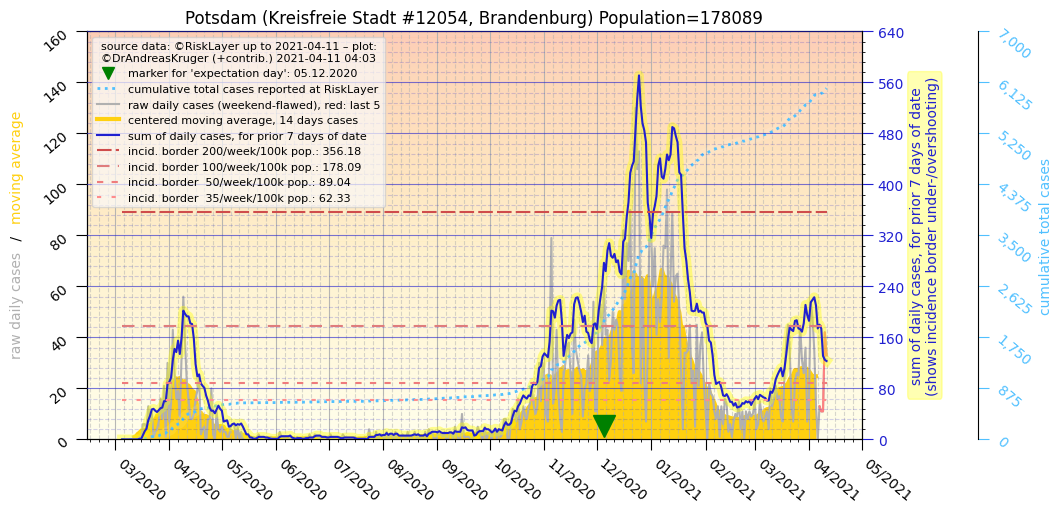 Potsdam (Kreisfreie Stadt #12054, Brandenburg) Population=178089
source data: ©RiskLayer up to 2021-04-11 – plot:
©DrAndreasKruger (+contrib.) 2021-04-11 04:03
marker for 'expectation day': 05.12.2020
cumulative total cases reported at RiskLayer
raw daily cases (weekend-flawed), red: last 5
centered moving average, 14 days cases
sum of daily cases, for prior 7 days of date
incid. border 200/week/100k pop.: 356.18
incid. border 100/week/100k pop.: 178.09
incid. border  50/week/100k pop.: 89.04
incid. border  35/week/100k pop.: 62.33
raw daily cases / moving average
160
140
120
100
80
60
40
20
0
640
560
480
400
320
240
160
80
0
sum of daily cases, for prior 7 days of date
(shows incidence border under-/overshooting)
7,000
6,125
5,250
4,375
3,500
2,625
1,750
875
0
cumulative total cases
03/2020
04/2020
05/2020
06/2020
07/2020
08/2020
09/2020
10/2020
11/2020
12/2020
01/2021
02/2021
03/2021
04/2021
05/2021